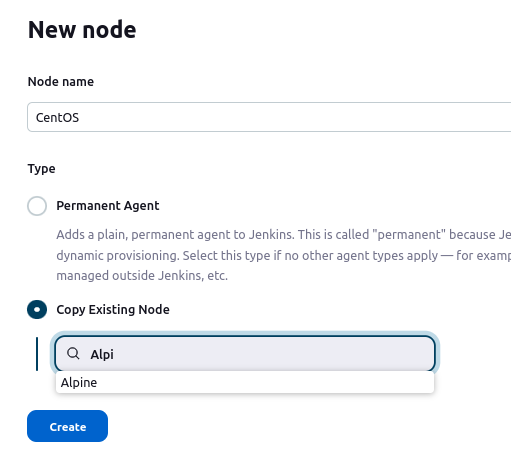 New node
Node name
CentOS
Type
Permanent Agent
Adds a plain, permanent agent to Jenkins. This is called "permanent" because
dynamic provisioning. Select this type if no other agent types apply — for
managed outside Jenkins, etc.
Copy Existing Node
Alpi
Alpine
Create